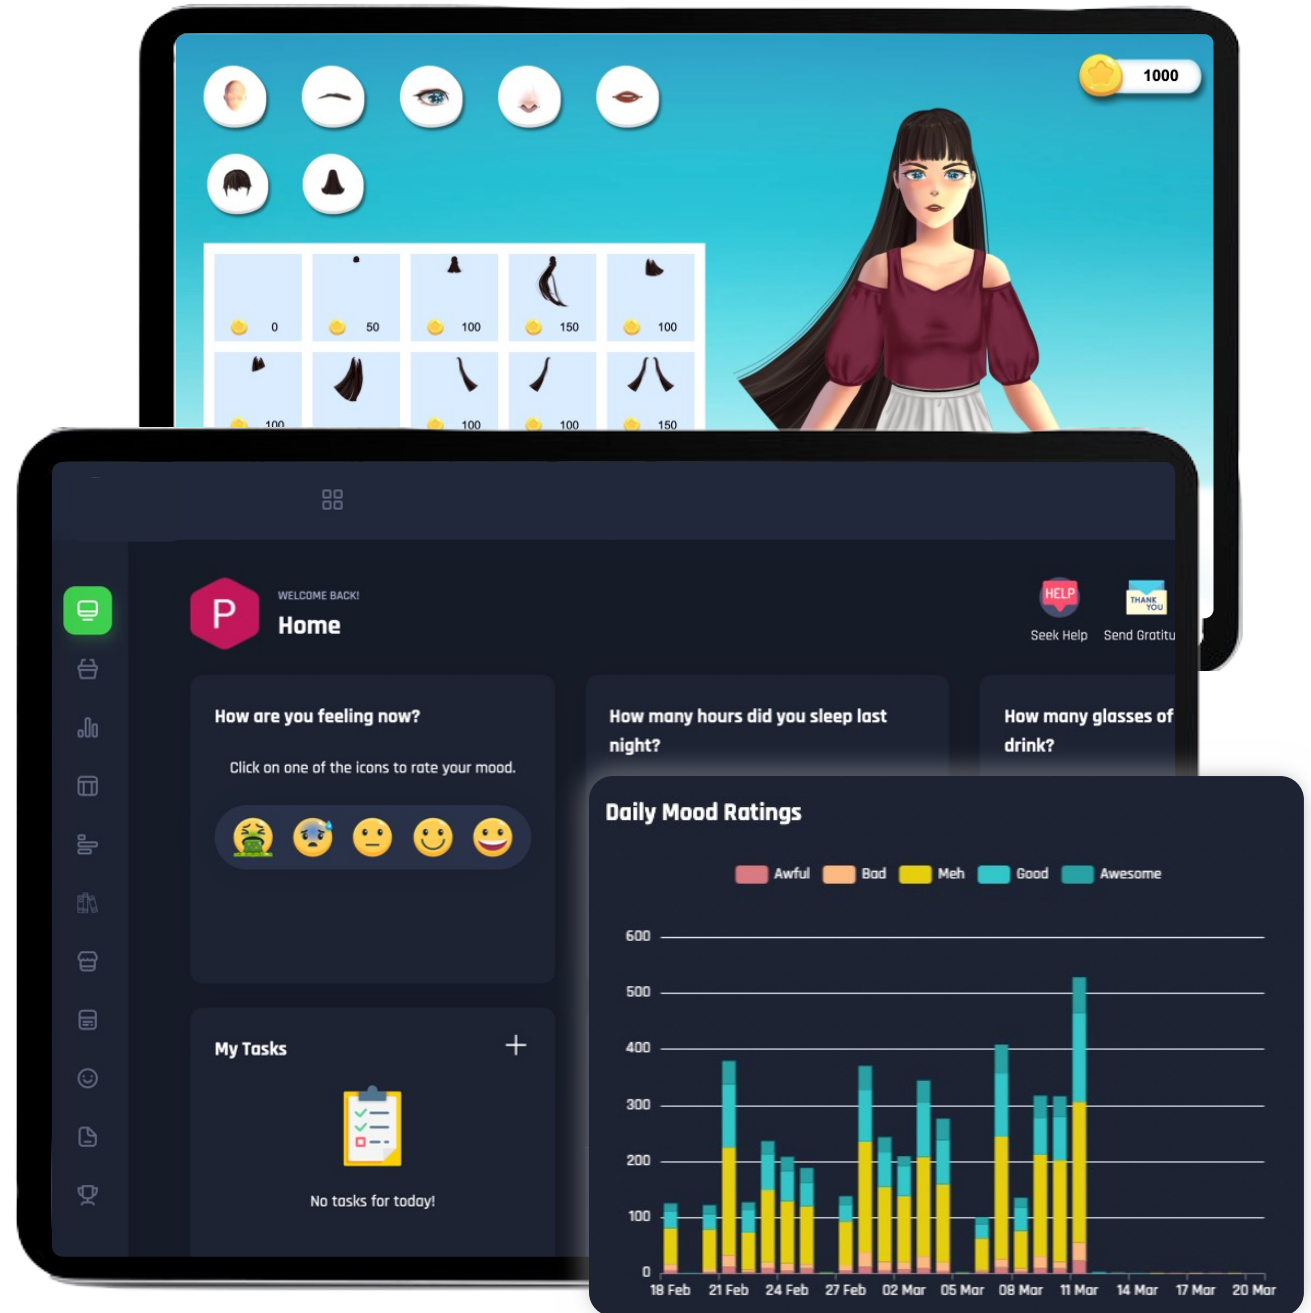 1000
0
50
100
150
100
100
100
100
150
WELCOME BACK!
Home
P
HELP
Seek Help
THANK
YOU
Send Gratitu
How are you feeling now?
Click on one of the icons to rate your mood.
How many hours did you sleep last
night?
How many glasses of
drink?
My Tasks
No tasks for today!
Daily Mood Ratings
Awful Bad Meh Good Awesome
600
500
400
300
200
100
0
18 Feb 21 Feb 24 Feb 27 Feb 02 Mar 05 Mar 08 Mar 11 Mar 14 Mar 17 Mar 20 Mar